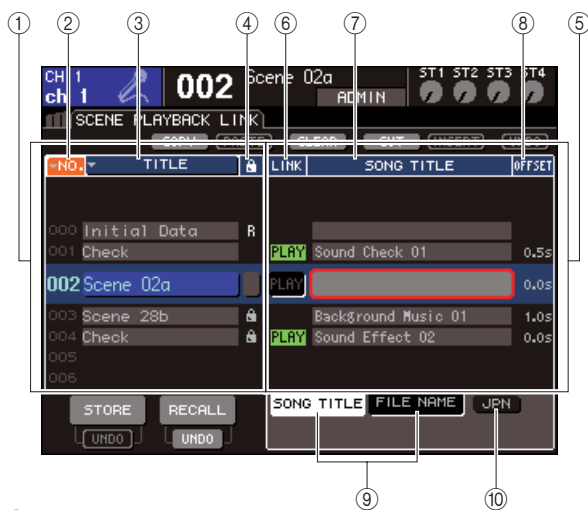 ① ② ③ ④ ⑥ ⑦ ⑧ ⑤
CH 1 002 Scene 02a ST1 ST2 ST3 ST4
ch 1 ADMIN
SCENE PLAYBACK LINK
COPY PASTE CLEAR CUT INSERT UNDO
NO. TITLE LINK SONG TITLE OFFSET
000 Initial Data R
001 Check PLAY Sound Check 01 0.5s
002 Scene 02a PLAY 0.0s
003 Scene 28b Background Music 01 1.0s
004 Check PLAY Sound Effect 02 0.0s
005
006
STORE RECALL SONG TITLE FILE NAME JPN
UNDO UNDO
⑨ ⑩